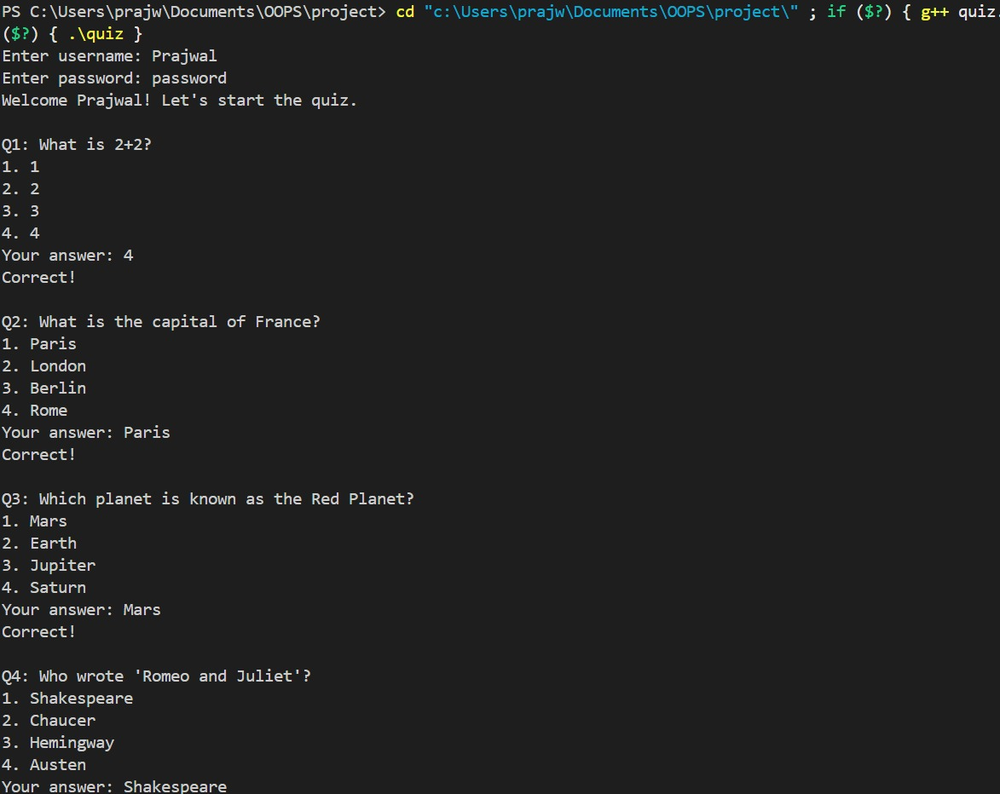 PS C:\Users\prajw\Documents\OOPS\project> cd "c:\Users\prajw\Documents\OOPS\project\" ; if ($?) { g++ quiz
($?) { .\quiz }
Enter username: Prajwal
Enter password: password
Welcome Prajwal! Let's start the quiz.

Q1: What is 2+2?
1. 1
2. 2
3. 3
4. 4
Your answer: 4
Correct!

Q2: What is the capital of France?
1. Paris
2. London
3. Berlin
4. Rome
Your answer: Paris
Correct!

Q3: Which planet is known as the Red Planet?
1. Mars
2. Earth
3. Jupiter
4. Saturn
Your answer: Mars
Correct!

Q4: Who wrote 'Romeo and Juliet'?
1. Shakespeare
2. Chaucer
3. Hemingway
4. Austen
Your answer: Shakespeare